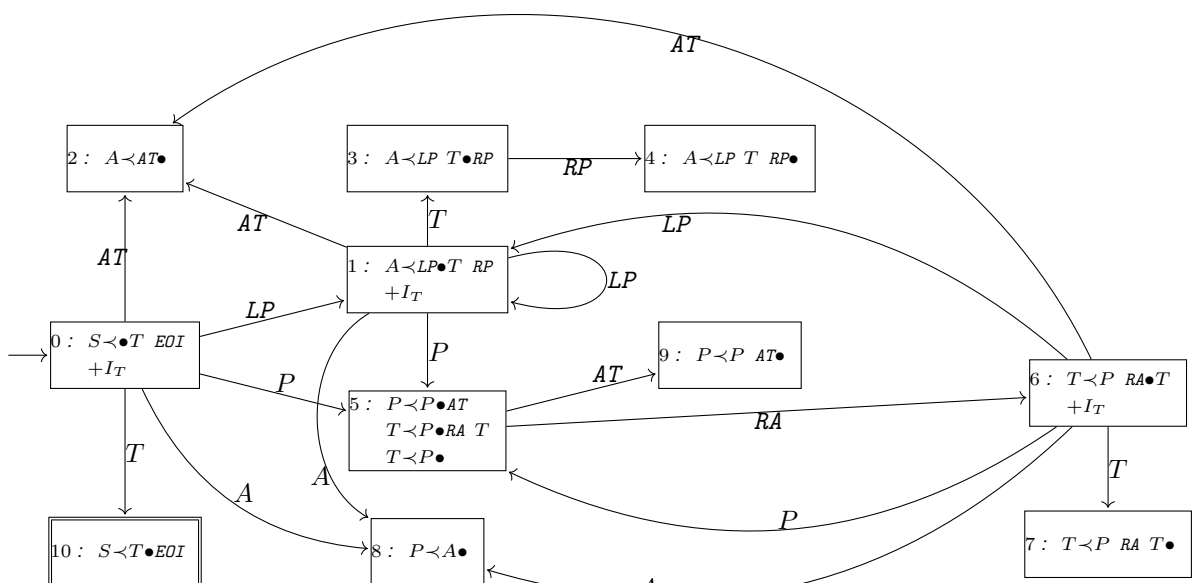 AT
2 : A≺AT●
3 : A≺LP T●RP
4 : A≺LP T RP●
RP
AT
T
LP
1 : A≺LP●T RP
+I_T
LP
AT
LP
0 : S≺●T EOI
+I_T
P
P
9 : P≺P AT●
AT
6 : T≺P RA●T
+I_T
5 : P≺P●AT
T≺P●RA T
T≺P●
RA
T
A
A
T
P
10 : S≺T●EOI
8 : P≺A●
7 : T≺P RA T●